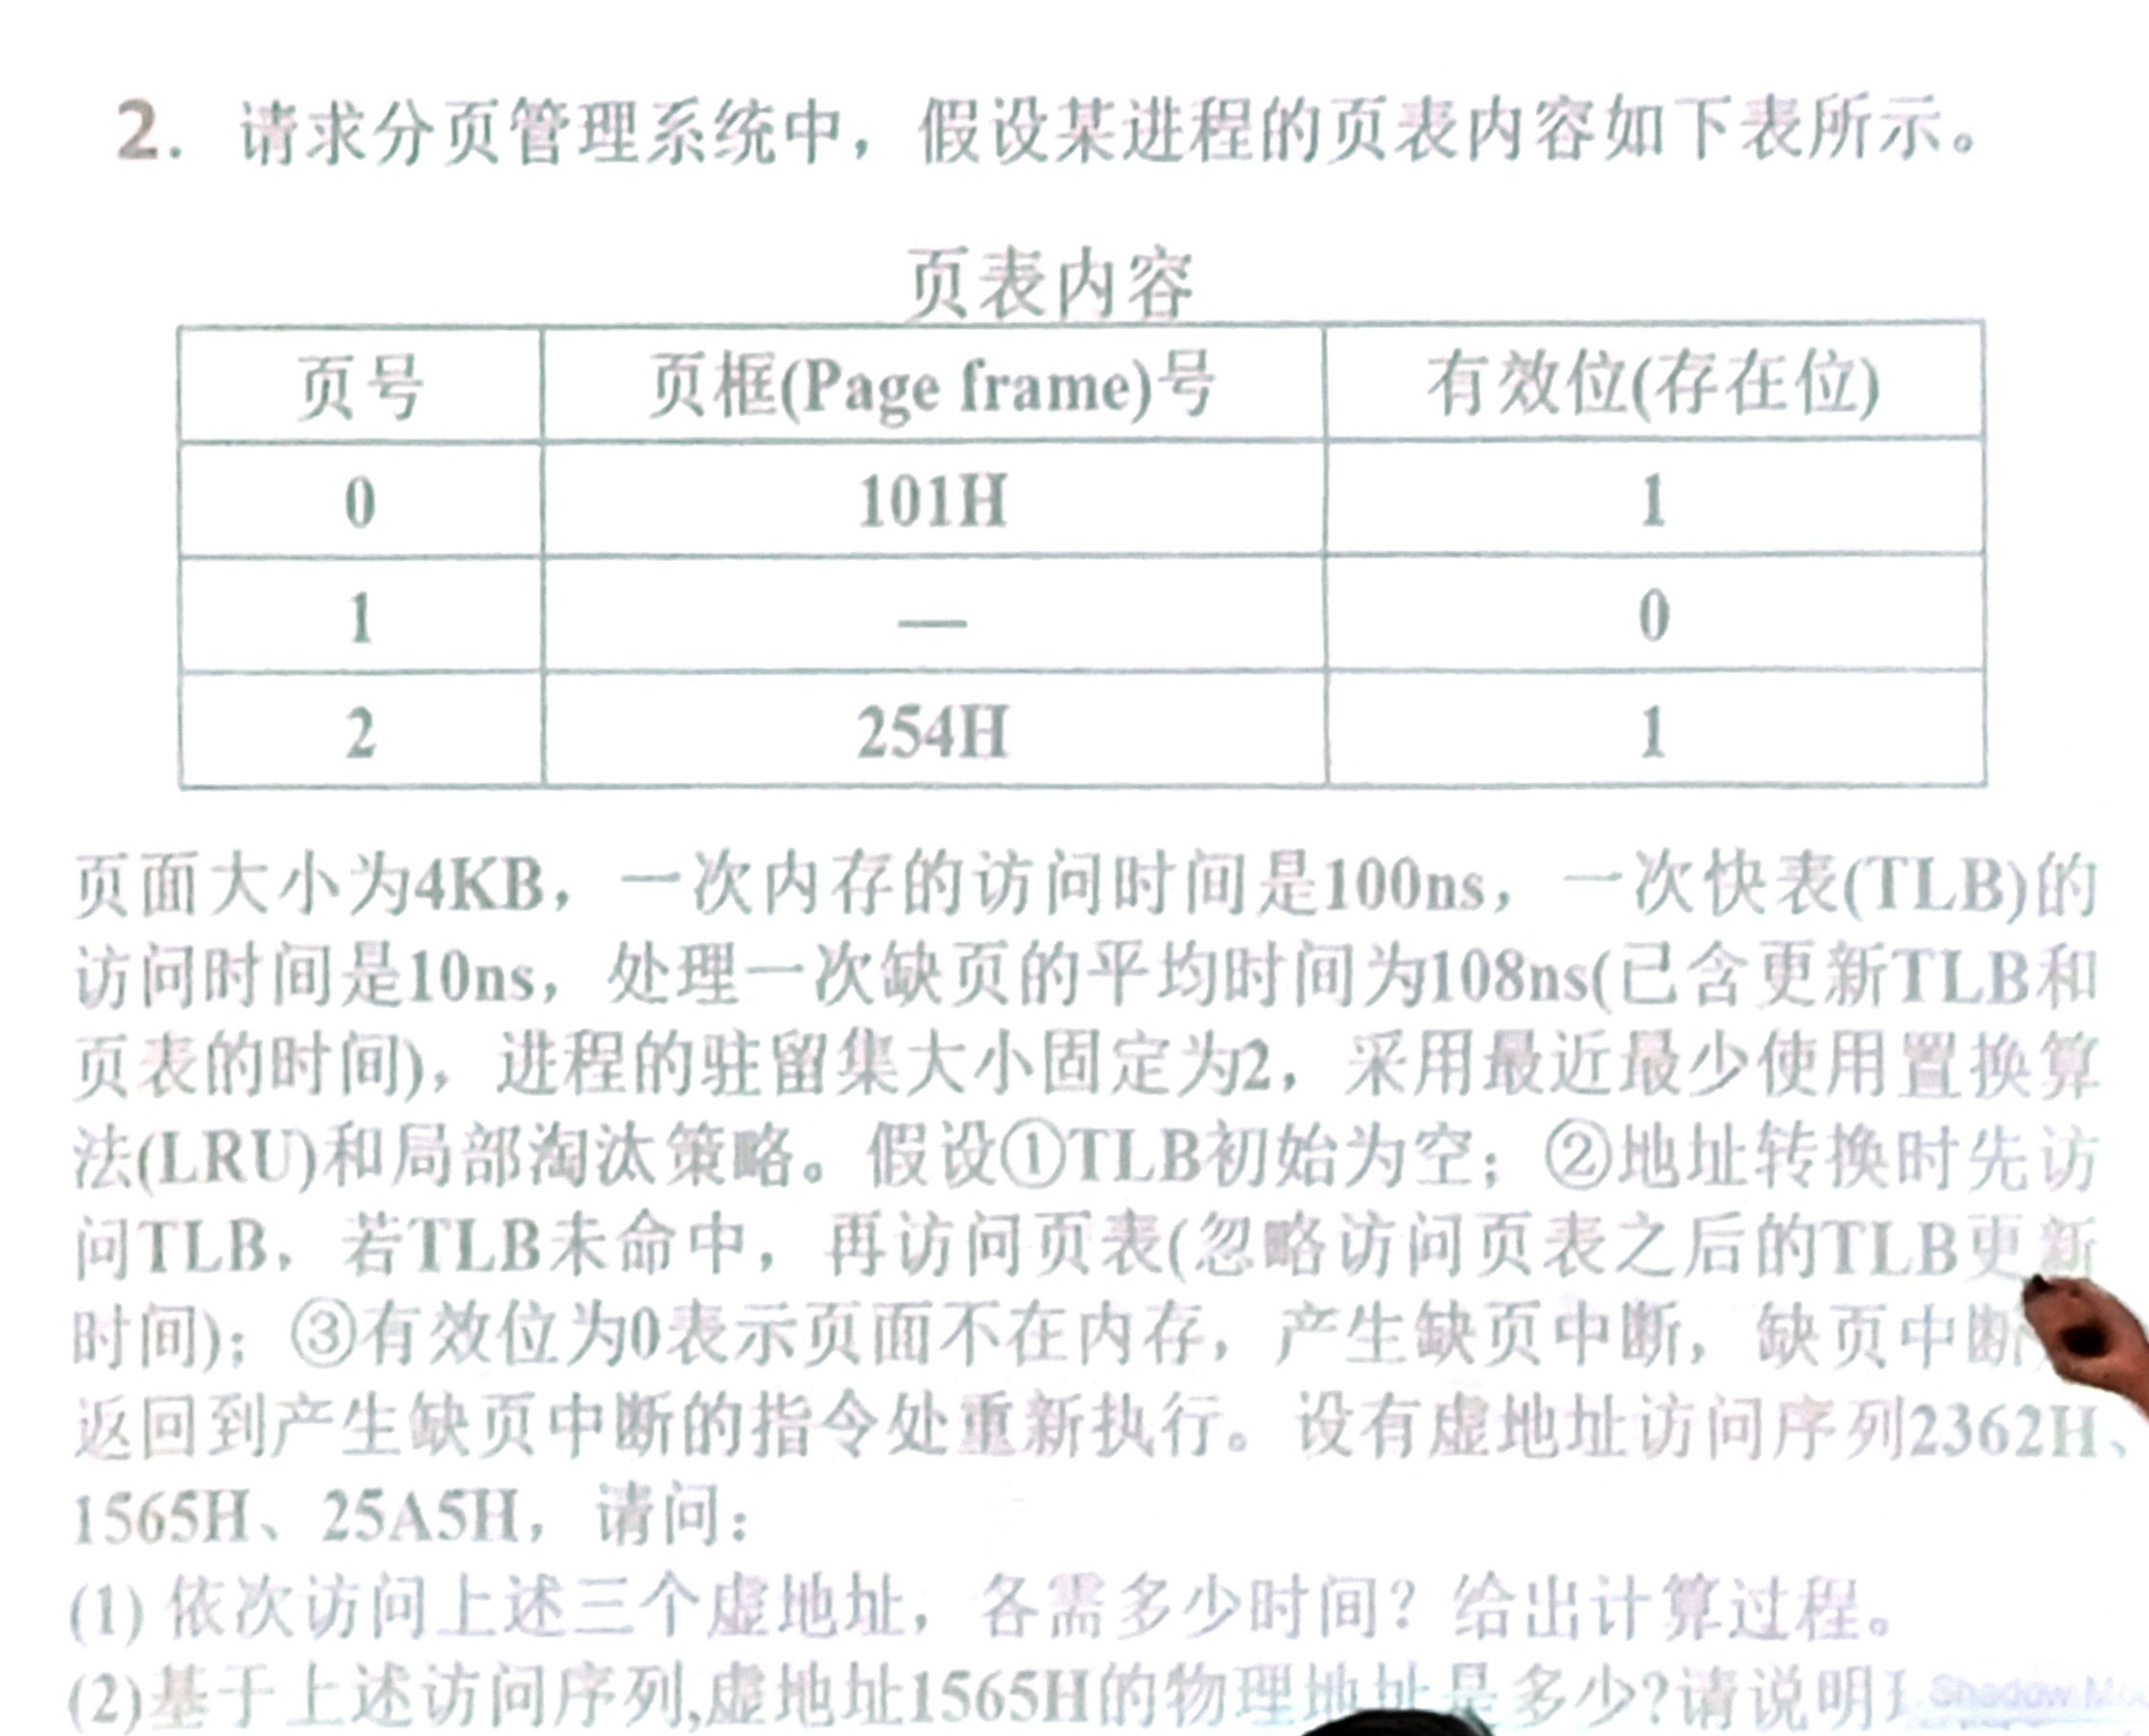 2. 请求分页管理系统中，假设某进程的页表内容如下表所示。
页表内容
页号 页框(Page frame)号 有效位(存在位)
0 101H 1
1 — 0
2 254H 1
页面大小为4KB，一次内存的访问时间是100ns，一次快表(TLB)的
访问时间是10ns，处理一次缺页的平均时间为108ns(已含更新TLB和
页表的时间)，进程的驻留集大小固定为2，采用最近最少使用置换算
法(LRU)和局部淘汰策略。假设①TLB初始为空；②地址转换时先访
问TLB，若TLB未命中，再访问页表(忽略访问页表之后的TLB更新
时间)；③有效位为0表示页面不在内存，产生缺页中断，缺页中断
返回到产生缺页中断的指令处重新执行。设有虚地址访问序列2362H、
1565H、25A5H，请问：
(1) 依次访问上述三个虚地址，各需多少时间？给出计算过程。
(2)基于上述访问序列,虚地址1565H的物理地址是多少?请说明